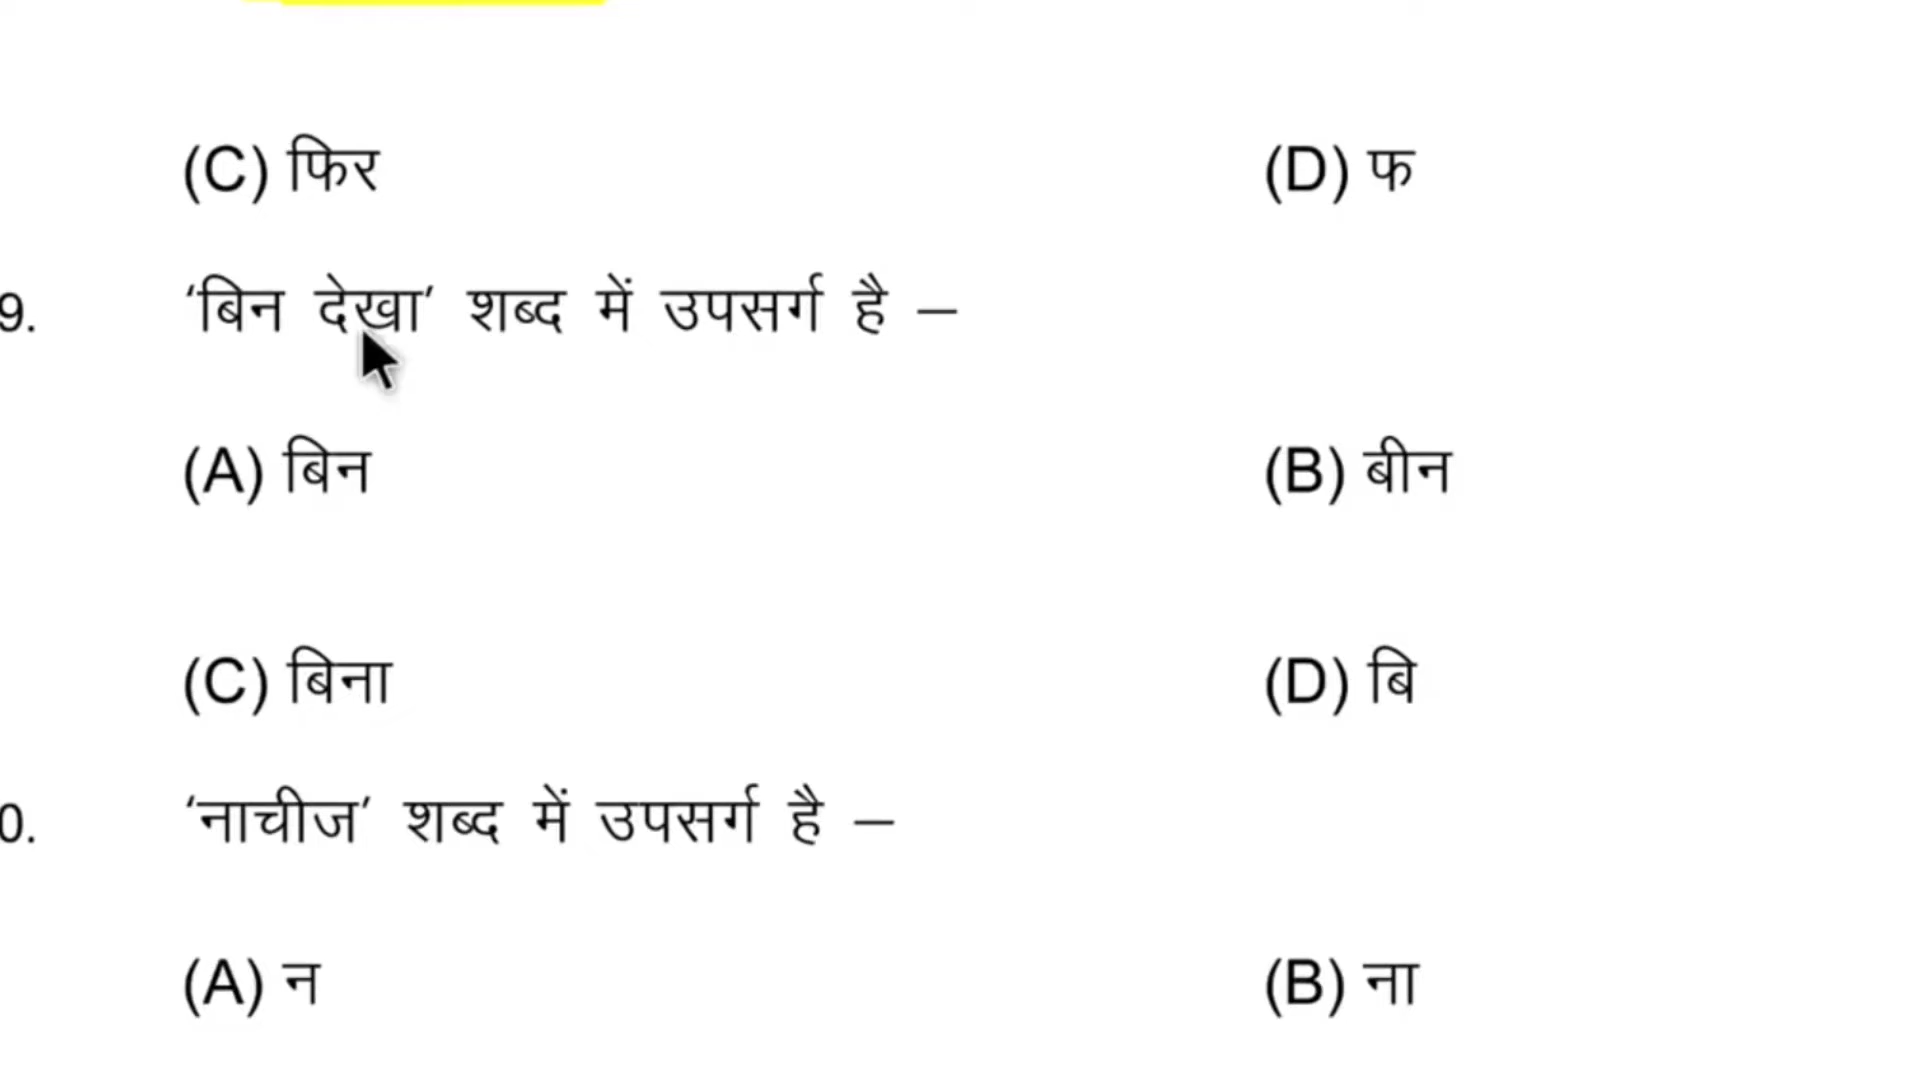 (C) फिर (D) फ
9. ‘बिन देखा’ शब्द में उपसर्ग है –
(A) बिन (B) बीन
(C) बिना (D) बि
0. ‘नाचीज’ शब्द में उपसर्ग है –
(A) न (B) ना